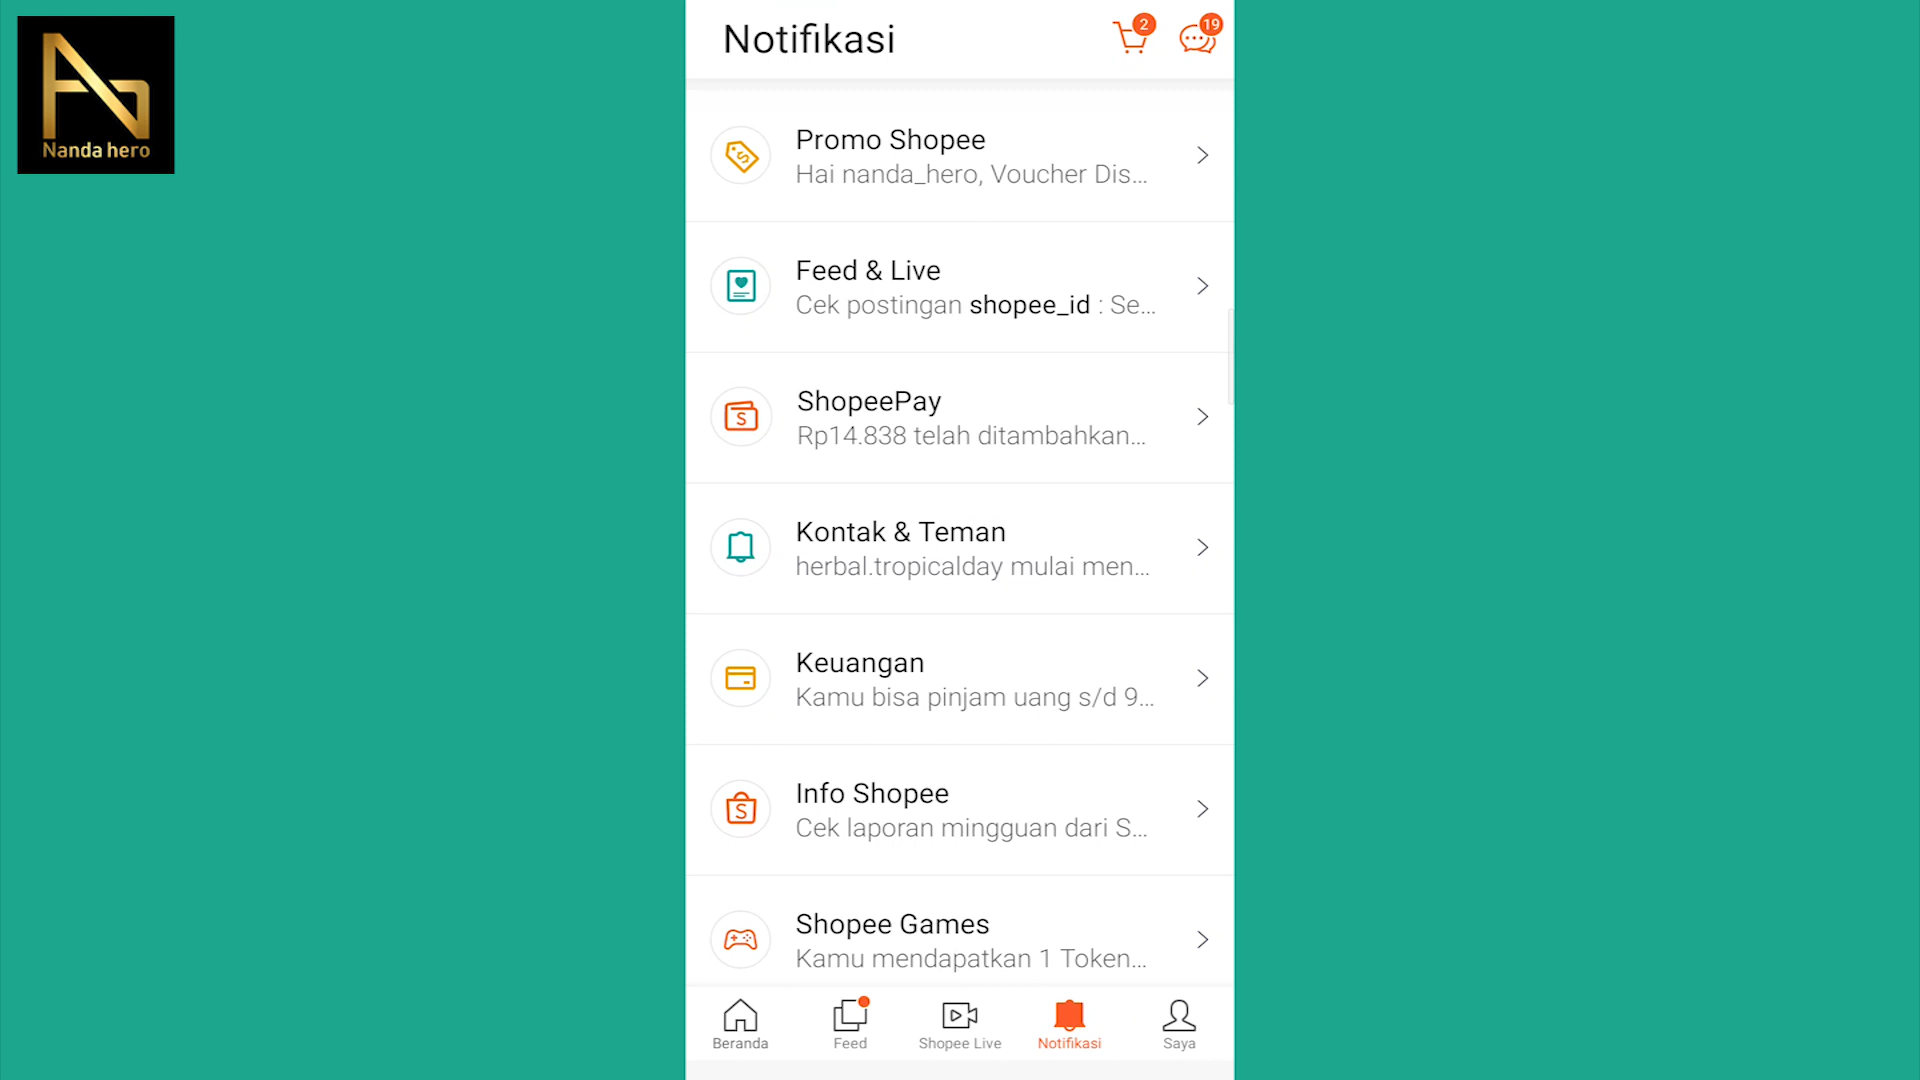 Nanda hero
Notifikasi
2
19
Promo Shopee
Hai nanda_hero, Voucher Dis...
Feed & Live
Cek postingan shopee_id : Se...
ShopeePay
Rp14.838 telah ditambahkan...
Kontak & Teman
herbal.tropicalday mulai men...
Keuangan
Kamu bisa pinjam uang s/d 9...
Info Shopee
Cek laporan mingguan dari S...
Shopee Games
Kamu mendapatkan 1 Token...
Beranda
Feed
Shopee Live
Notifikasi
Saya